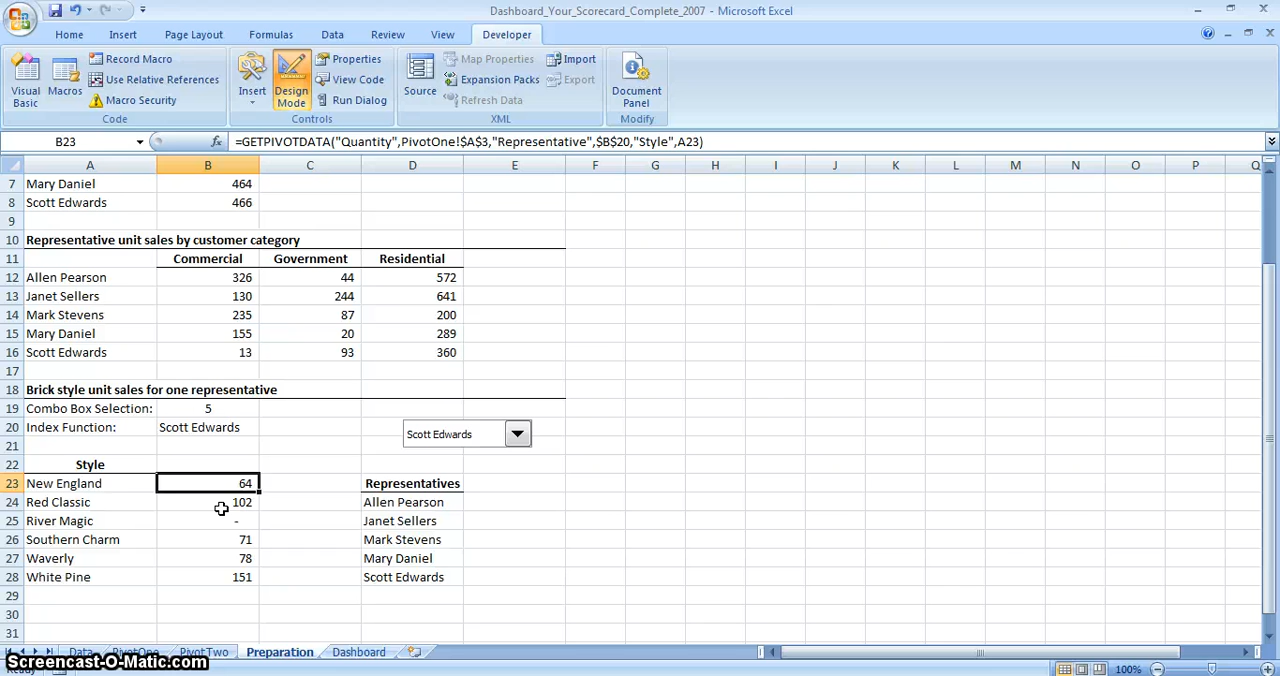 Dashboard_Your_Scorecard_Complete_2007 - Microsoft Excel
Home Insert Page Layout Formulas Data Review View Developer
Visual Basic
Macros
Record Macro
Use Relative References
Macro Security
Code
Insert
Design Mode
Properties
View Code
Run Dialog
Controls
Source
Map Properties
Expansion Packs
Refresh Data
Import
Export
XML
Document Panel
Modify
B23 fx =GETPIVOTDATA("Quantity",PivotOne!$A$3,"Representative",$B$20,"Style",A23)
A B C D E F G H I J K L M N O P Q
7 Mary Daniel 464
8 Scott Edwards 466
9
10 Representative unit sales by customer category
11 Commercial Government Residential
12 Allen Pearson 326 44 572
13 Janet Sellers 130 244 641
14 Mark Stevens 235 87 200
15 Mary Daniel 155 20 289
16 Scott Edwards 13 93 360
17
18 Brick style unit sales for one representative
19 Combo Box Selection: 5
20 Index Function: Scott Edwards Scott Edwards
21
22 Style
23 New England 64 Representatives
24 Red Classic 102 Allen Pearson
25 River Magic - Janet Sellers
26 Southern Charm 71 Mark Stevens
27 Waverly 78 Mary Daniel
28 White Pine 151 Scott Edwards
29
30
31
Data PivotOne PivotTwo Preparation Dashboard
Screencast-O-Matic.com
Ready 100%